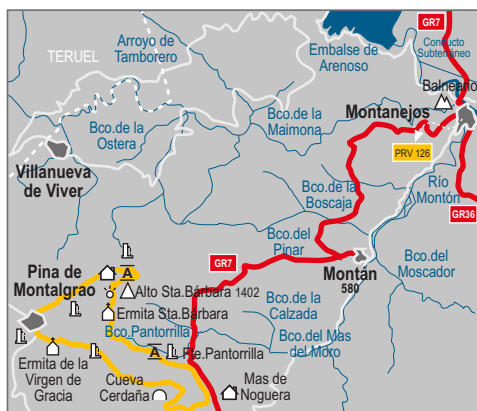 GR7
Arroyo de
Tamborero
Embalse de
Arenoso
Conducto
Subterráneo
TERUEL
Balneario
Bco.de la
Maimona
Montanejos
Bco.de la
Ostera
PRV 126
Villanueva
de Viver
Bco.de la
Boscaja
Río
Montón
GR36
Bco.del
Pinar
GR7
Bco.del
Moscador
Montán
580
Pina de
Montalgrao
A
Alto Sta.Bárbara 1402
Ermita Sta.Bárbara
Bco.de la
Calzada
Bco.Pantorrilla
Bco.del Mas
del Moro
A
Fte.Pantorrilla
Ermita de la
Virgen de
Gracia
Cueva
Cerdaña
Mas de
Noguera